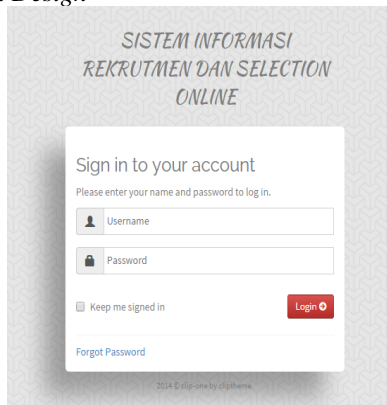 Design
SISTEM INFORMASI
REKRUTMEN DAN SELECTION
ONLINE
Sign in to your account
Please enter your name and password to log in.
Username
Password
Keep me signed in
Login
Forgot Password
2014 © clip-one by cliptheme.